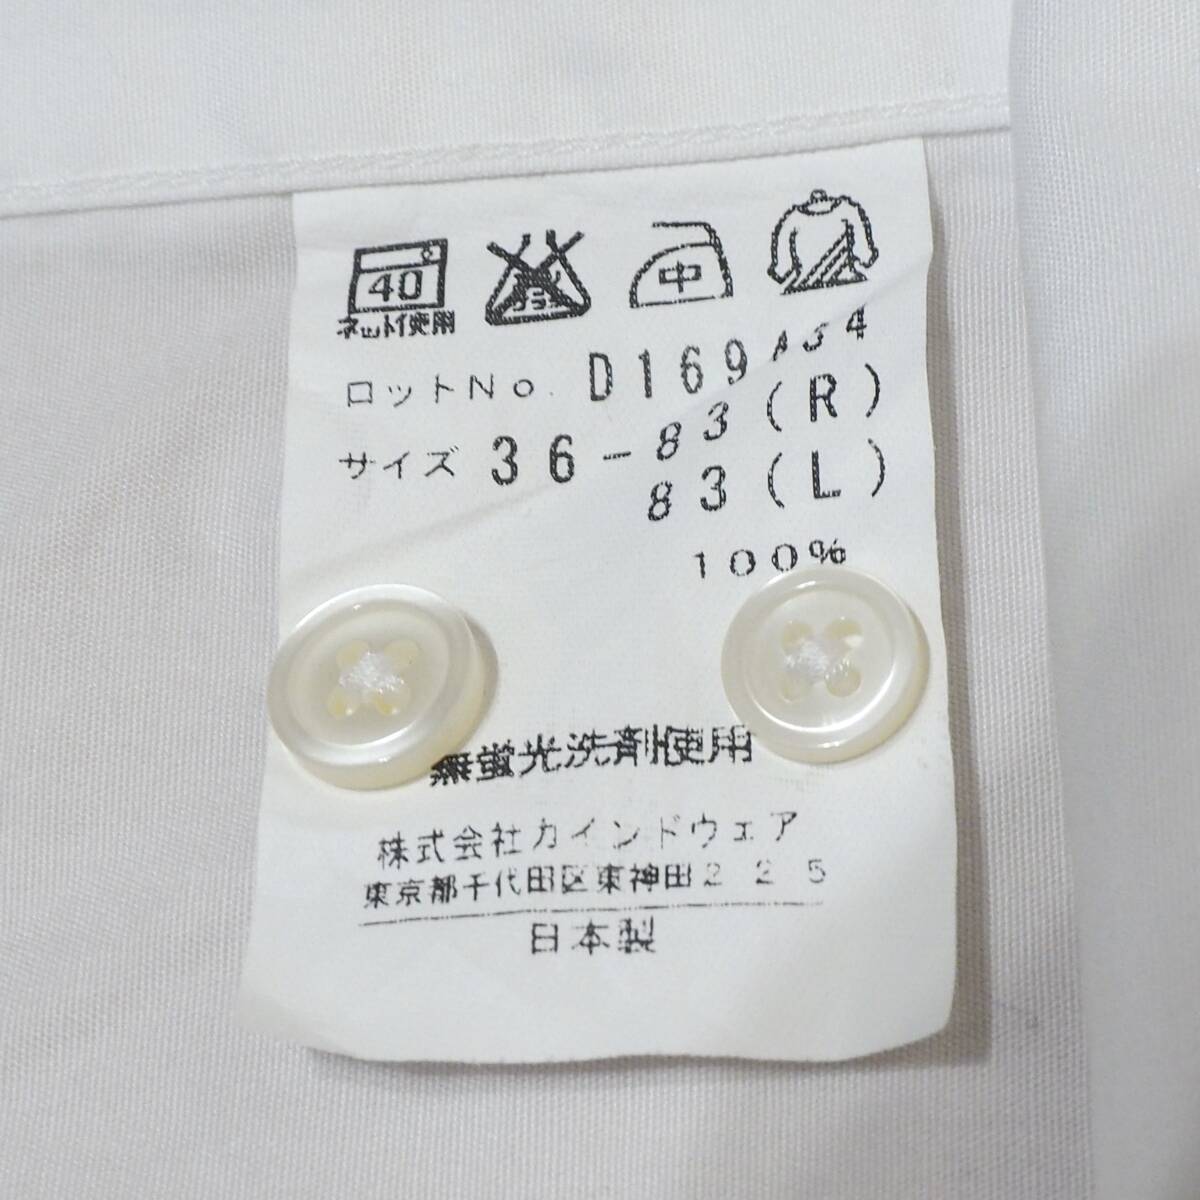 40 中
ネット使用
ロットNo. D169A34
サイズ 36-83(R)
83(L)
100%
無蛍光洗剤使用
株式会社カインドウェア
東京都千代田区東神田225
日本製